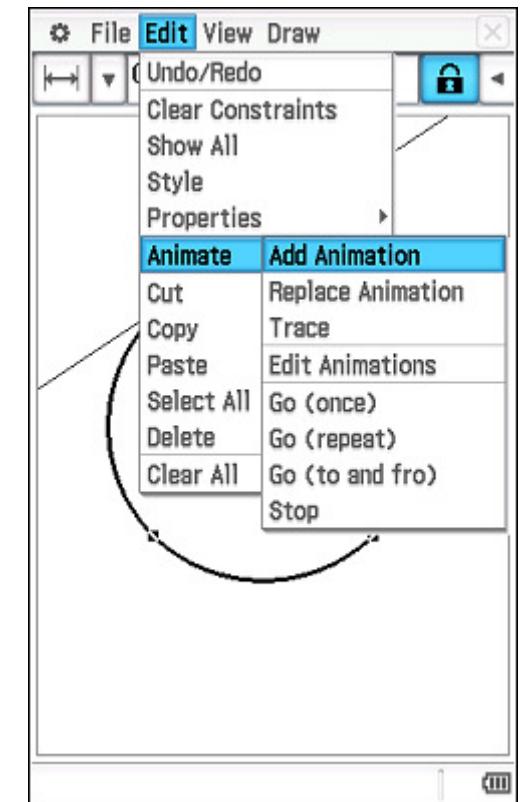 File Edit View Draw
Undo/Redo
Clear Constraints
Show All
Style
Properties
Animate
Cut
Copy
Paste
Select All
Delete
Clear All
Add Animation
Replace Animation
Trace
Edit Animations
Go (once)
Go (repeat)
Go (to and fro)
Stop